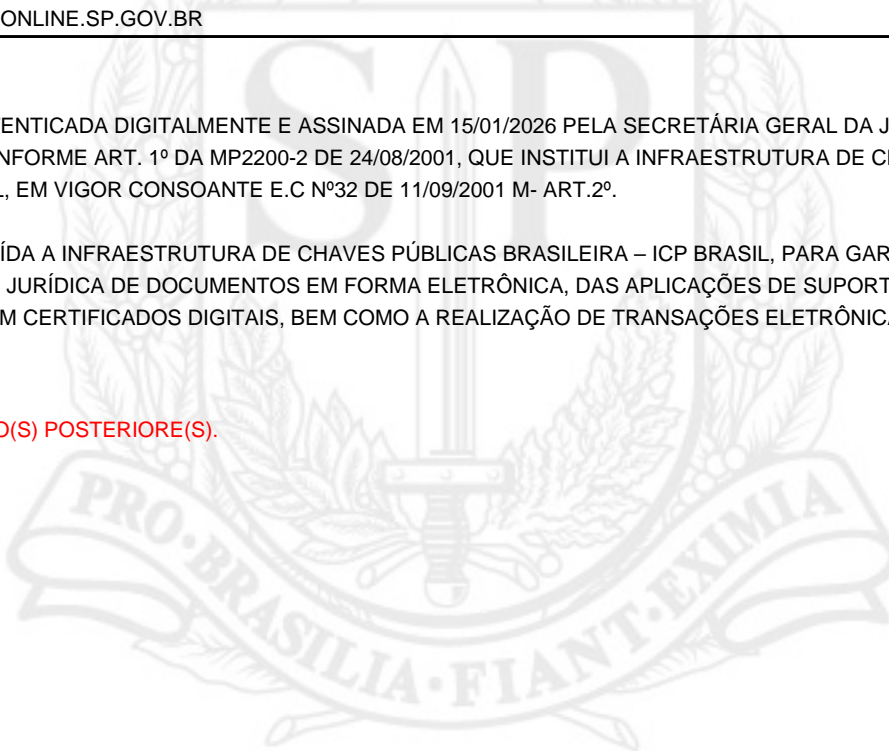 ONLINE.SP.GOV.BR
ENTICADA DIGITALMENTE E ASSINADA EM 15/01/2026 PELA SECRETÁRIA GERAL DA J
NFORME ART. 1º DA MP2200-2 DE 24/08/2001, QUE INSTITUI A INFRAESTRUTURA DE C
L, EM VIGOR CONSOANTE E.C Nº32 DE 11/09/2001 M- ART.2º.
ÍDA A INFRAESTRUTURA DE CHAVES PÚBLICAS BRASILEIRA – ICP BRASIL, PARA GAR
JURÍDICA DE DOCUMENTOS EM FORMA ELETRÔNICA, DAS APLICAÇÕES DE SUPORT
M CERTIFICADOS DIGITAIS, BEM COMO A REALIZAÇÃO DE TRANSAÇÕES ELETRÔNICA
O(S) POSTERIORE(S).
SP
PRO·BRASILIA·FIANT·EXIMIA